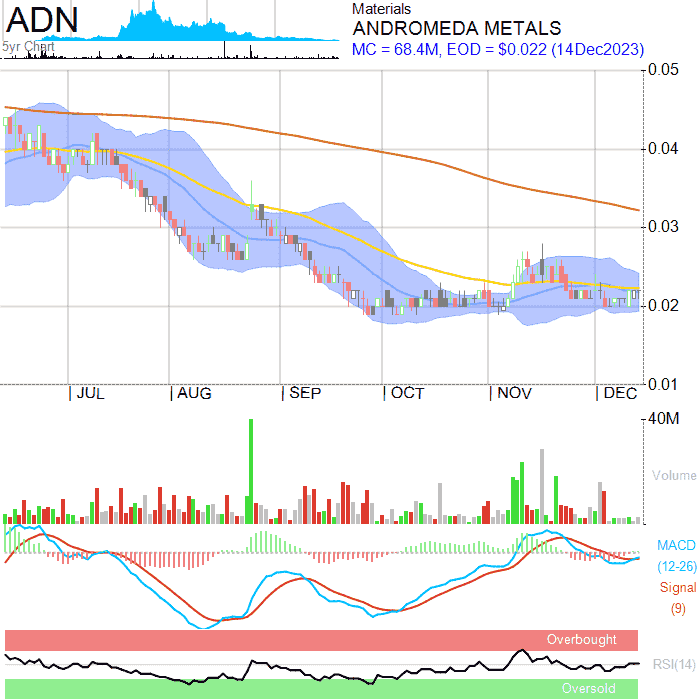 ADN
5yr Chart
Materials
ANDROMEDA METALS
MC = 68.4M, EOD = $0.022 (14Dec2023)
0.05
0.04
0.03
0.02
0.01
JUL AUG SEP OCT NOV DEC
40M
Volume
MACD
(12-26)
Signal
(9)
Overbought
RSI(14)
Oversold